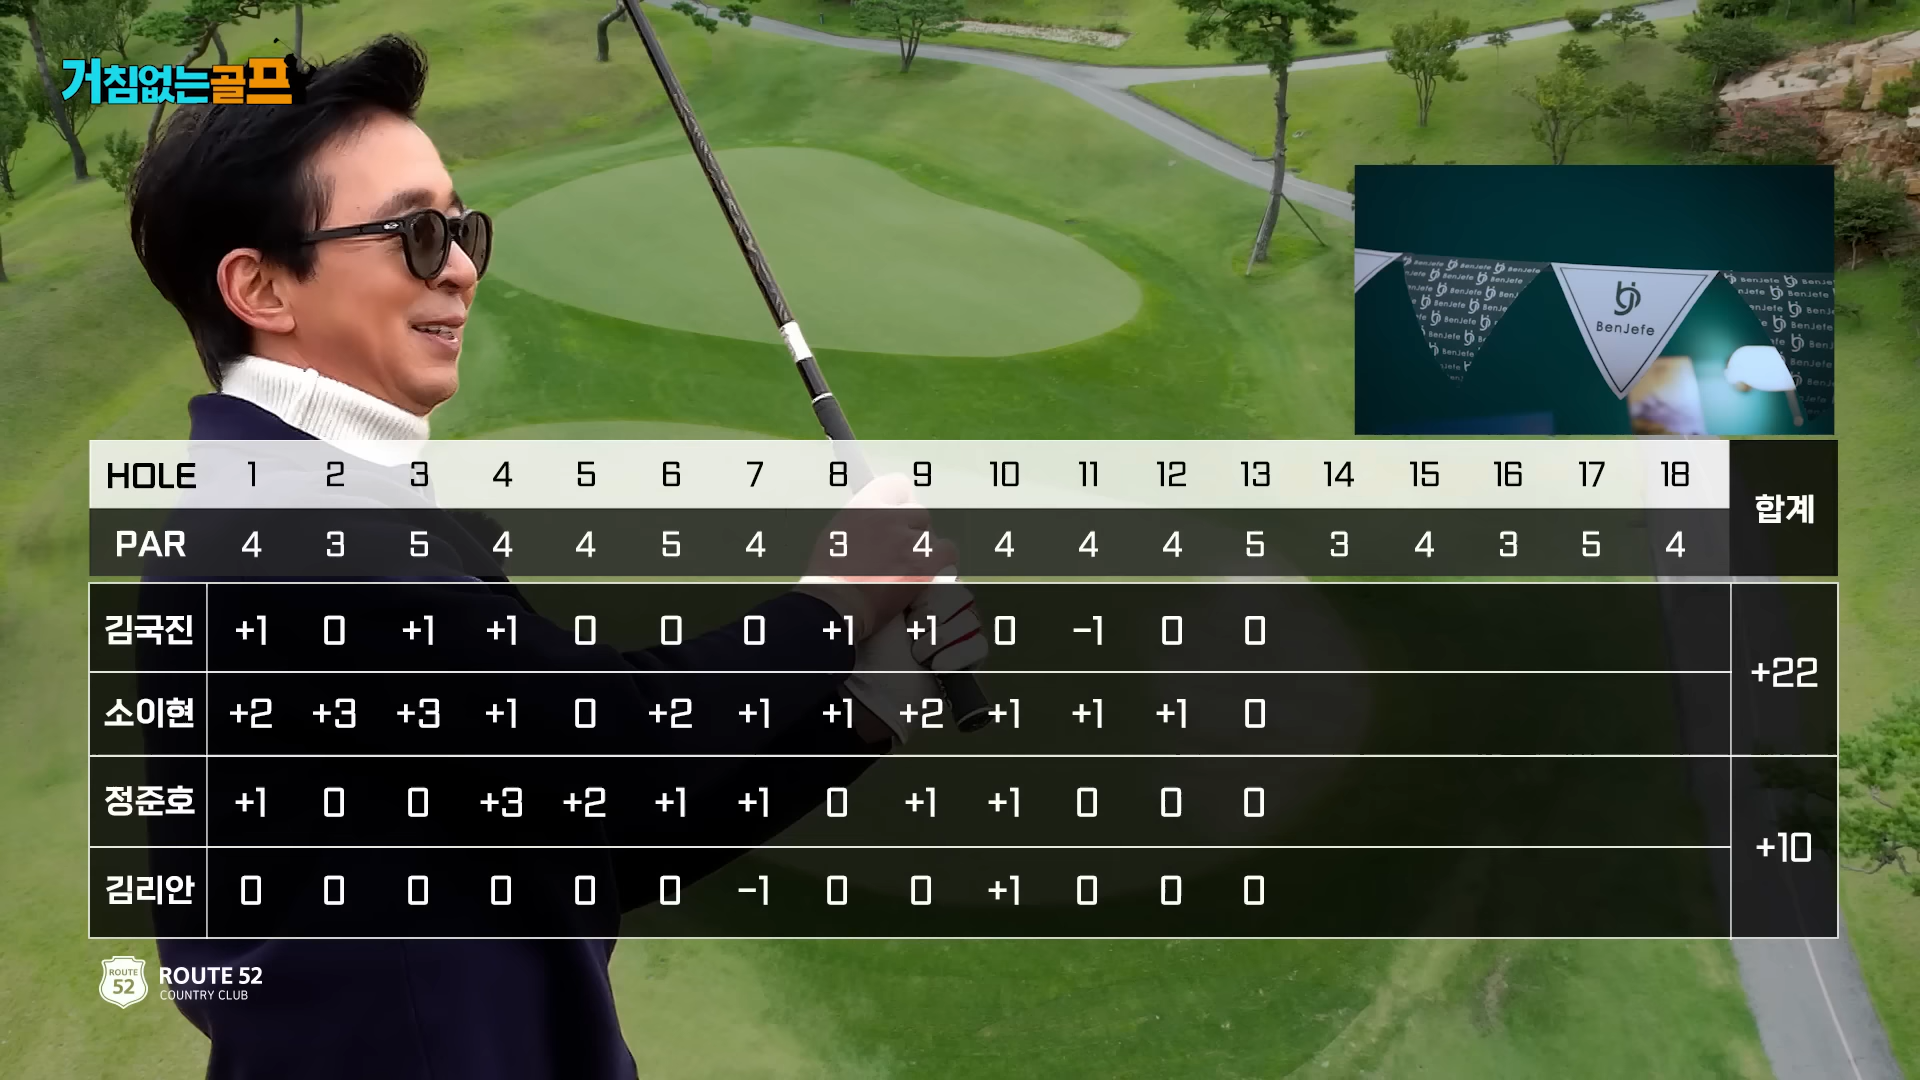 거침없는골프
BenJefe
HOLE 1 2 3 4 5 6 7 8 9 10 11 12 13 14 15 16 17 18 합계
PAR 4 3 5 4 4 5 4 3 4 4 4 4 5 3 4 3 5 4
김국진 +1 0 +1 +1 0 0 0 +1 +1 0 -1 0 0
+22
소이현 +2 +3 +3 +1 0 +2 +1 +1 +2 +1 +1 +1 0
정준호 +1 0 0 +3 +2 +1 +1 0 +1 +1 0 0 0
+10
김리안 0 0 0 0 0 0 -1 0 0 +1 0 0 0
ROUTE 52
ROUTE 52
COUNTRY CLUB